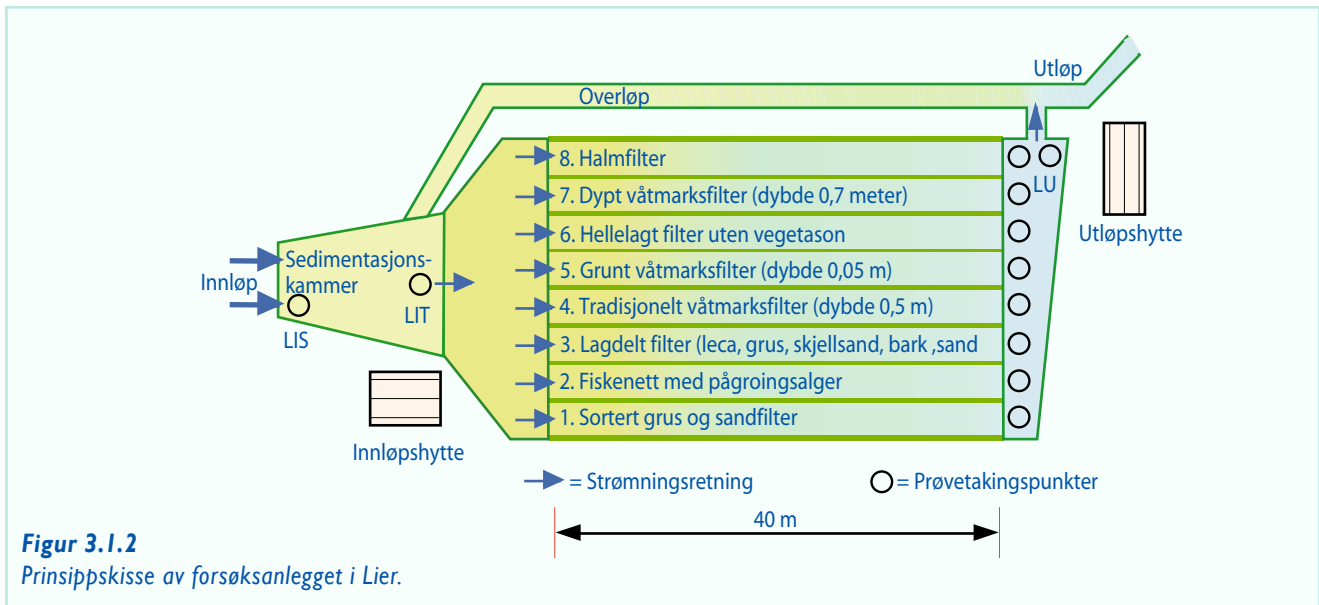 Utløp
Overløp
8. Halmfilter
LU
7. Dypt våtmarksfilter (dybde 0,7 meter)
6. Hellelagt filter uten vegetason
Utløpshytte
Sedimentasjons-
kammer
Innløp
5. Grunt våtmarksfilter (dybde 0,05 m)
LIT
4. Tradisjonelt våtmarksfilter (dybde 0,5 m)
LIS
3. Lagdelt filter (leca, grus, skjellsand, bark ,sand
2. Fiskenett med pågroingsalger
1. Sortert grus og sandfilter
Innløpshytte
= Strømningsretning
= Prøvetakingspunkter
40 m
Figur 3.1.2
Prinsippskisse av forsøksanlegget i Lier.